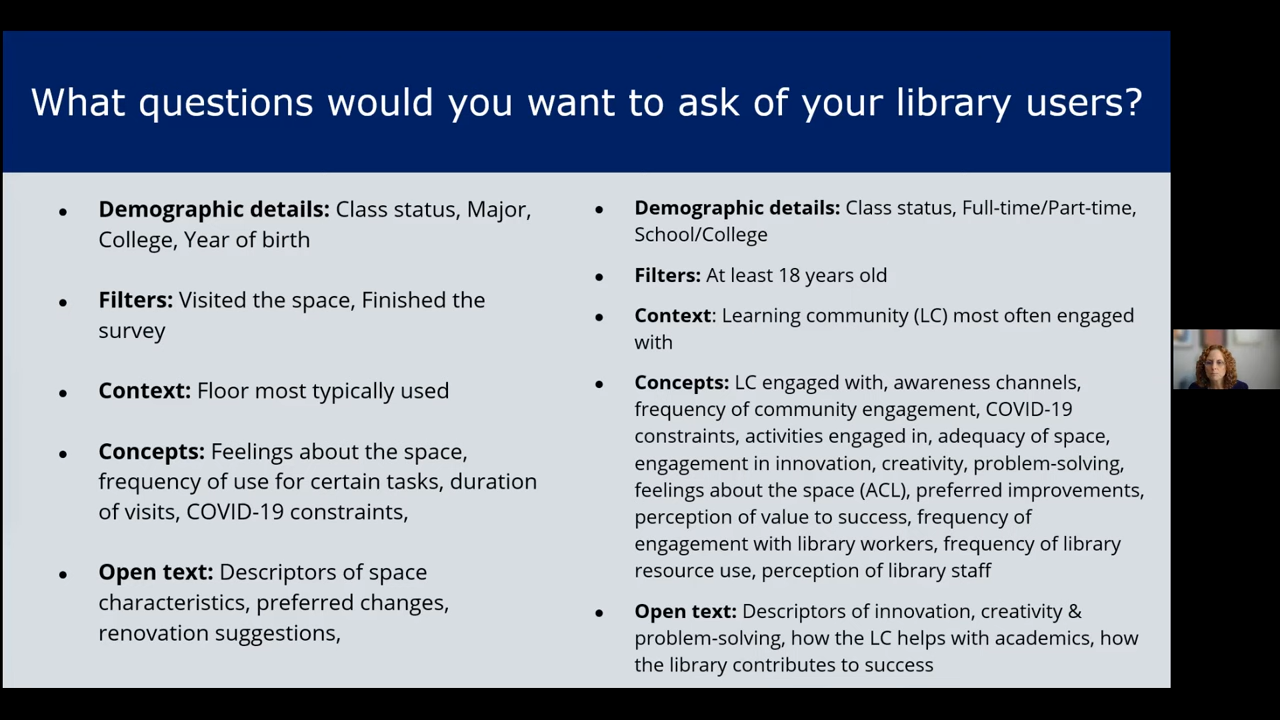 What questions would you want to ask of your library users?
● Demographic details: Class status, Major,
College, Year of birth
● Filters: Visited the space, Finished the
survey
● Context: Floor most typically used
● Concepts: Feelings about the space,
frequency of use for certain tasks, duration
of visits, COVID-19 constraints,
● Open text: Descriptors of space
characteristics, preferred changes,
renovation suggestions,
● Demographic details: Class status, Full-time/Part-time,
School/College
● Filters: At least 18 years old
● Context: Learning community (LC) most often engaged
with
● Concepts: LC engaged with, awareness channels,
frequency of community engagement, COVID-19
constraints, activities engaged in, adequacy of space,
engagement in innovation, creativity, problem-solving,
feelings about the space (ACL), preferred improvements,
perception of value to success, frequency of
engagement with library workers, frequency of library
resource use, perception of library staff
● Open text: Descriptors of innovation, creativity &
problem-solving, how the LC helps with academics, how
the library contributes to success